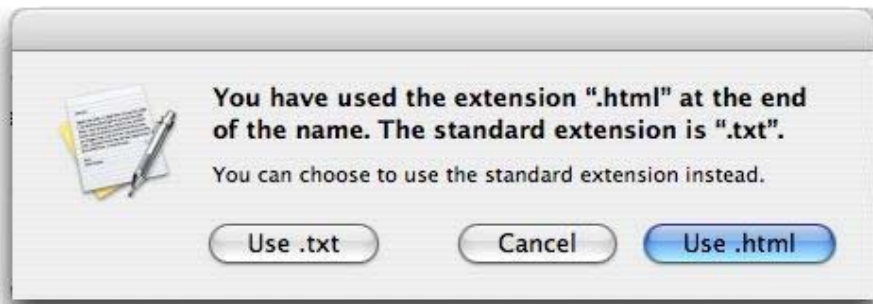 You have used the extension “.html” at the end
of the name. The standard extension is “.txt”.
You can choose to use the standard extension instead.
Use .txt
Cancel
Use .html